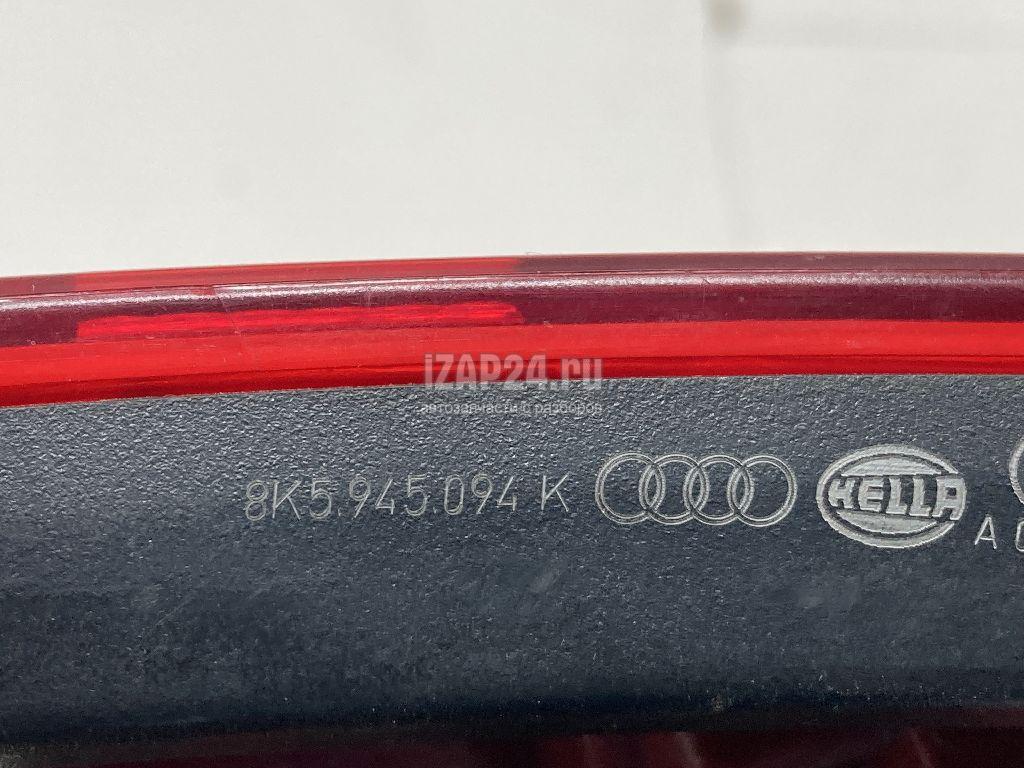 iZAP24.ru
автозапчасти с разборов
8K5.945.094 K
HELLA
A